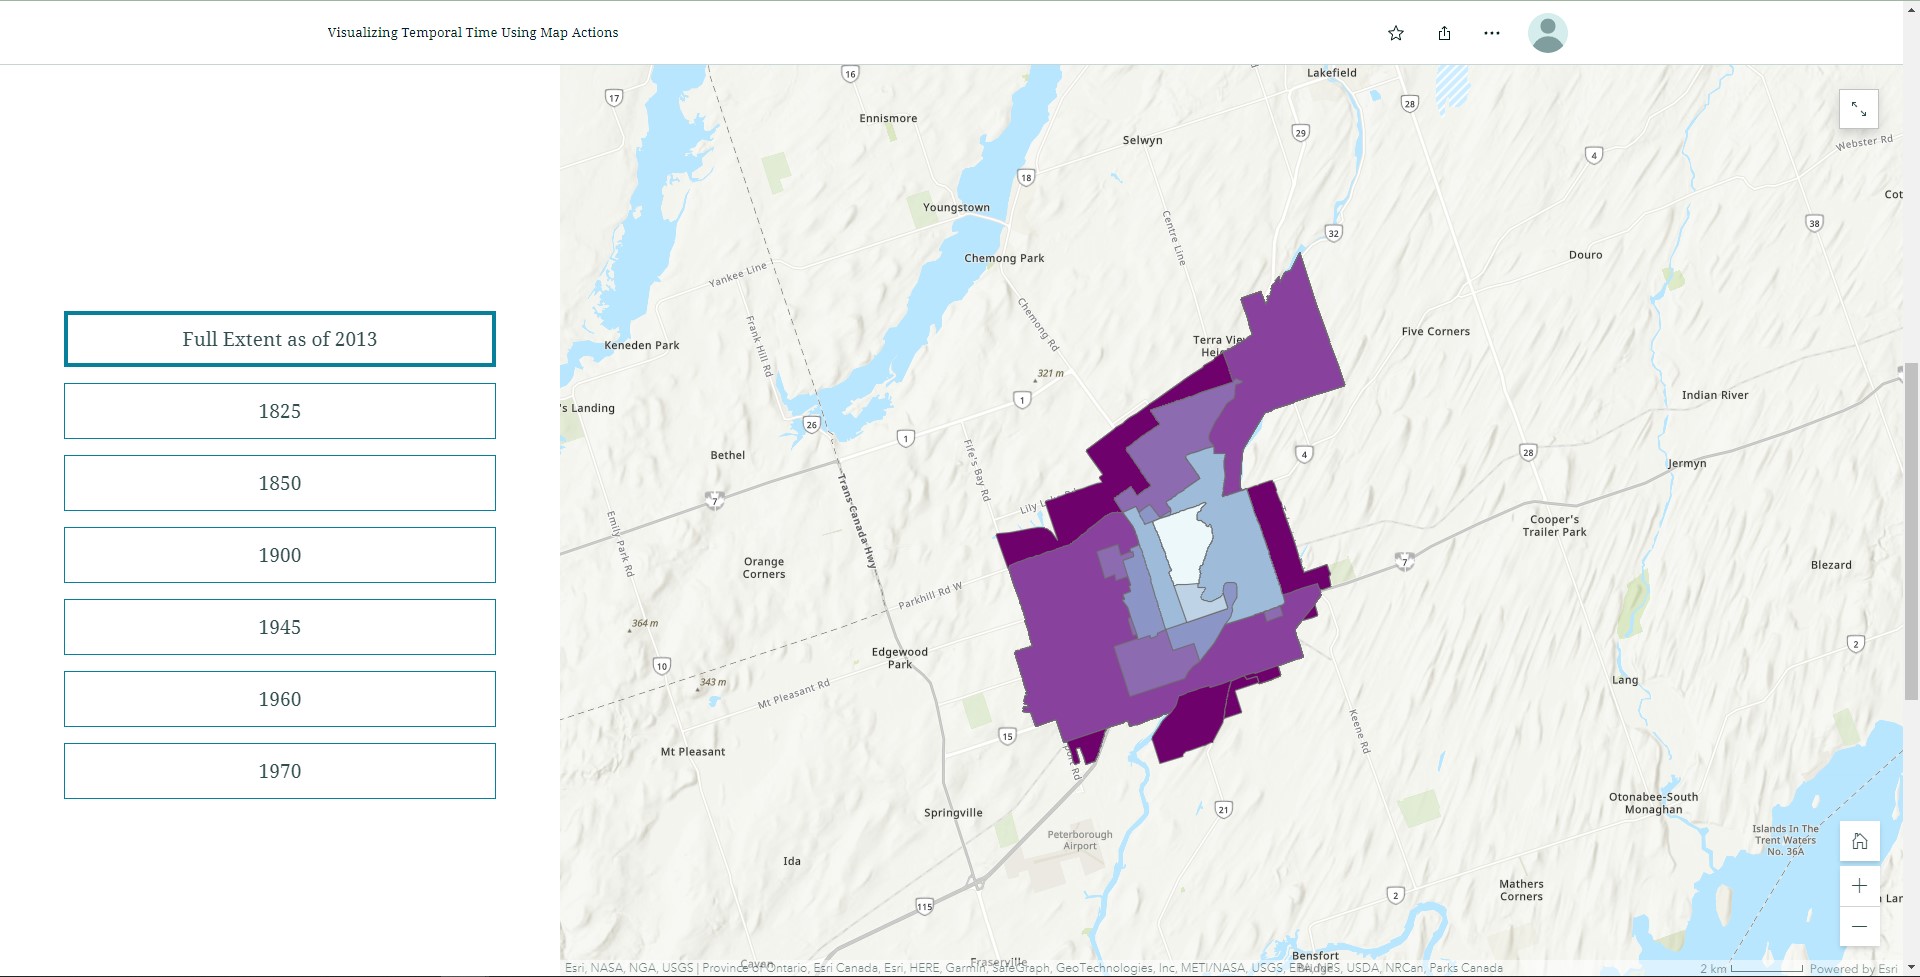 Visualizing Temporal Time Using Map Actions
Full Extent as of 2013
1825
1850
1900
1945
1960
1970
17
16
Ennismore
Lakefield
28
29
Selwyn
4
Webster Rd
18
Cot
Youngstown
Centre Line
38
32
Chemong Park
Douro
Yankee Line
Chemong Rd
Frank Hill Rd
Keneden Park
Terra View
Five Corners
321 m
1
's Landing
Indian River
26
1
Bethel
4
28
Jermyn
Fife's Bay Rd
7
Trans-Canada Hwy
Lily
Emily Park Rd
Cooper's
Trailer Park
Orange
Corners
7
Blezard
Parkhill Rd W
364 m
2
Edgewood
Park
10
343 m
Lang
Mt Pleasant Rd
Keene Rd
15
Mt Pleasant
Otonabee-South
Monaghan
Springville
21
Peterborough
Airport
Islands In The
Trent Waters
No. 36A
Ida
Mathers
Corners
2
115
Bensfort
Fraserville
Esri, NASA, NGA, USGS | Province of Ontario, Esri Canada, Esri, HERE, Garmin, SafeGraph, GeoTechnologies, Inc, METI/NASA, USGS, EPA, NPS, USDA, NRCan, Parks Canada
2 km
Powered by Esri